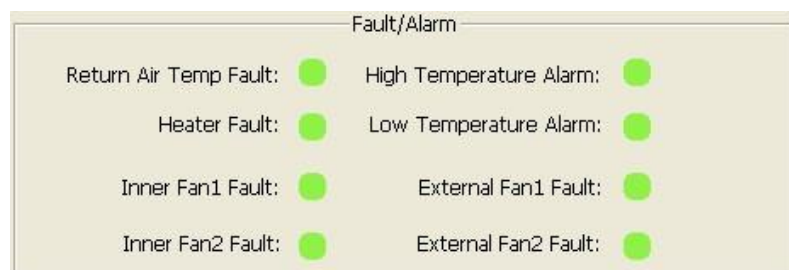 Fault/Alarm
Return Air Temp Fault: High Temperature Alarm:
Heater Fault: Low Temperature Alarm:
Inner Fan1 Fault: External Fan1 Fault:
Inner Fan2 Fault: External Fan2 Fault: